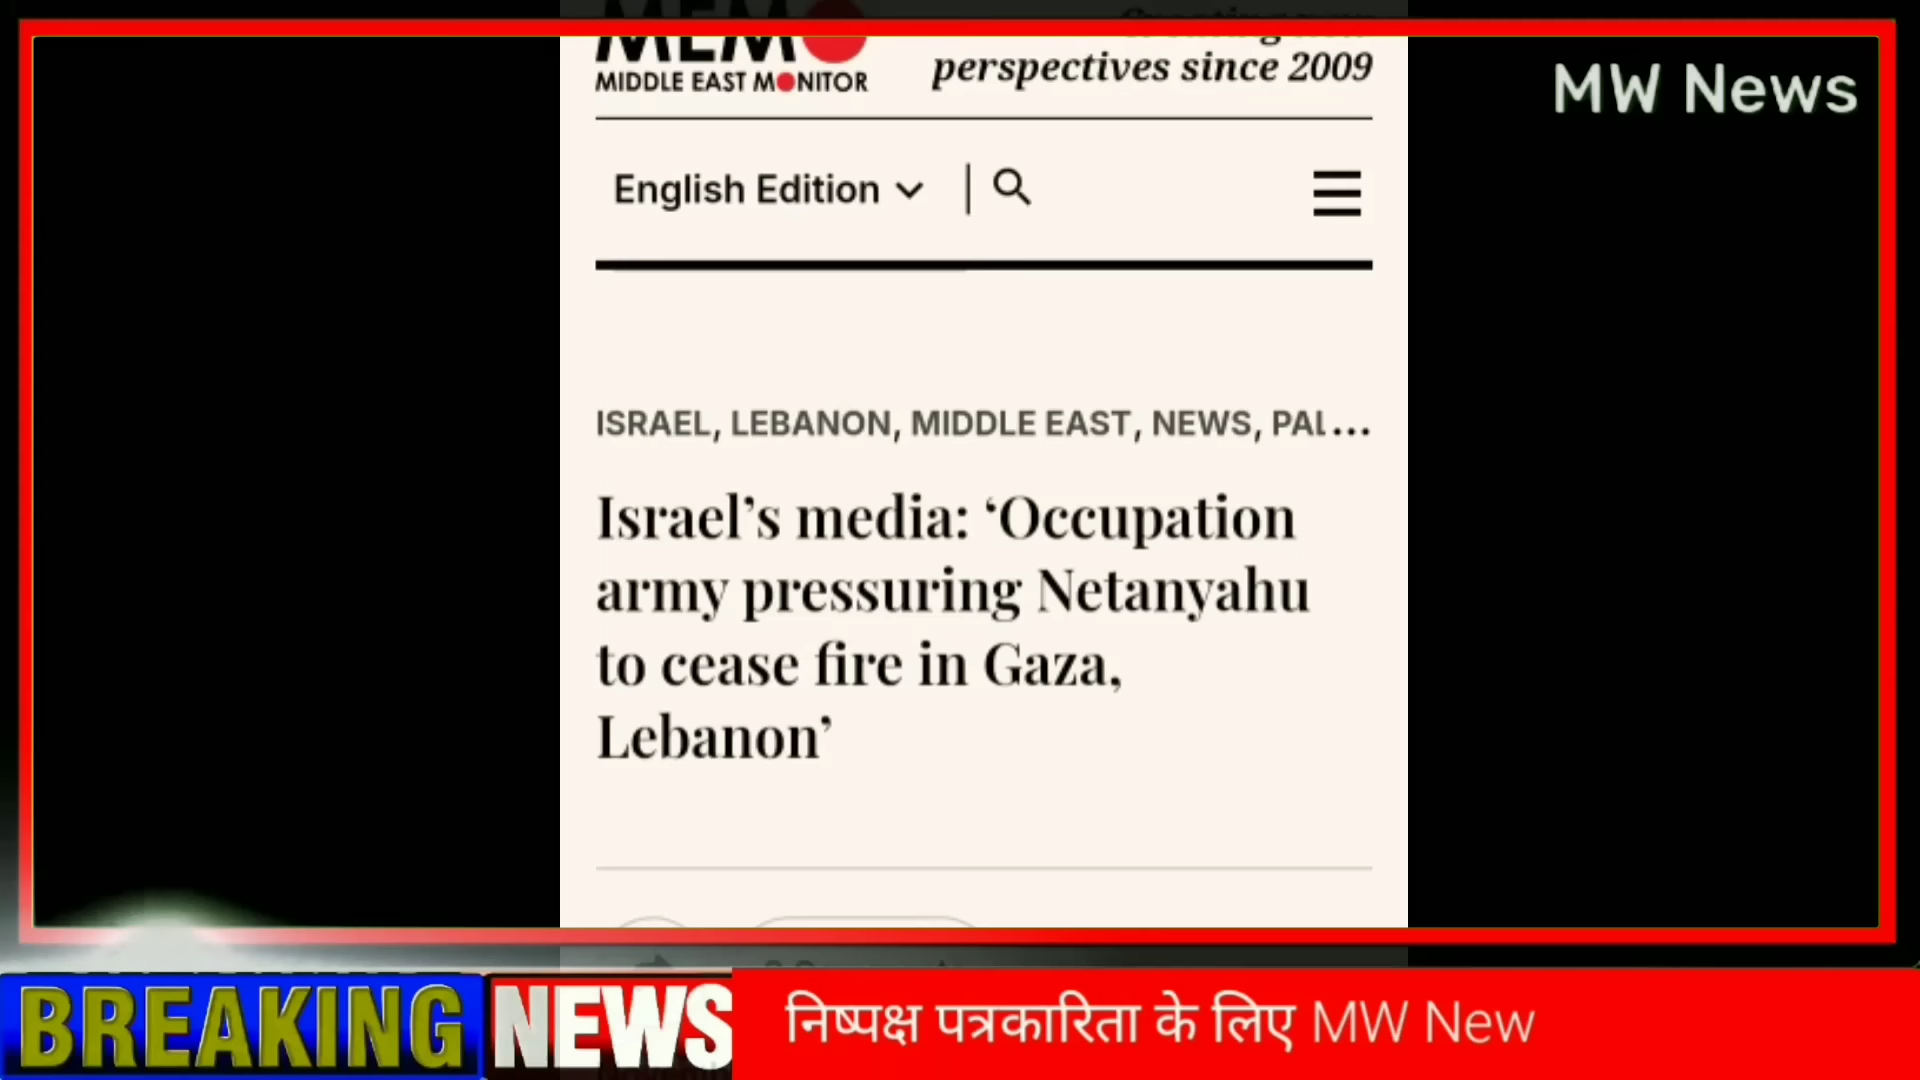 MEMO
perspectives since 2009
MIDDLE EAST MONITOR
MW News
English Edition
ISRAEL, LEBANON, MIDDLE EAST, NEWS, PAL...
Israel’s media: ‘Occupation
army pressuring Netanyahu
to cease fire in Gaza,
Lebanon’
BREAKING NEWS
निष्पक्ष पत्रकारिता के लिए MW New